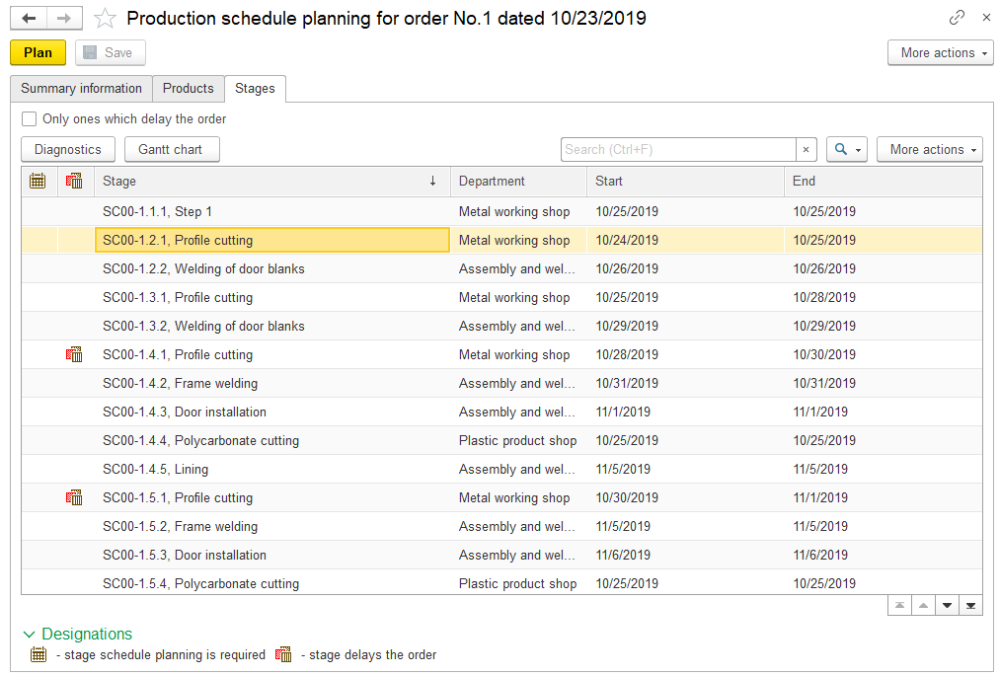 Production schedule planning for order No.1 dated 10/23/2019
Plan Save More actions
Summary information Products Stages
Only ones which delay the order
Diagnostics Gantt chart Search (Ctrl+F) × More actions
Stage ↓ Department Start End
SC00-1.1.1, Step 1 Metal working shop 10/25/2019 10/25/2019
SC00-1.2.1, Profile cutting Metal working shop 10/24/2019 10/25/2019
SC00-1.2.2, Welding of door blanks Assembly and wel... 10/26/2019 10/26/2019
SC00-1.3.1, Profile cutting Metal working shop 10/25/2019 10/28/2019
SC00-1.3.2, Welding of door blanks Assembly and wel... 10/29/2019 10/29/2019
SC00-1.4.1, Profile cutting Metal working shop 10/28/2019 10/30/2019
SC00-1.4.2, Frame welding Assembly and wel... 10/31/2019 10/31/2019
SC00-1.4.3, Door installation Assembly and wel... 11/1/2019 11/1/2019
SC00-1.4.4, Polycarbonate cutting Plastic product shop 10/25/2019 10/25/2019
SC00-1.4.5, Lining Assembly and wel... 11/5/2019 11/5/2019
SC00-1.5.1, Profile cutting Metal working shop 10/30/2019 11/1/2019
SC00-1.5.2, Frame welding Assembly and wel... 11/5/2019 11/5/2019
SC00-1.5.3, Door installation Assembly and wel... 11/6/2019 11/6/2019
SC00-1.5.4, Polycarbonate cutting Plastic product shop 10/25/2019 10/25/2019
Designations
- stage schedule planning is required - stage delays the order